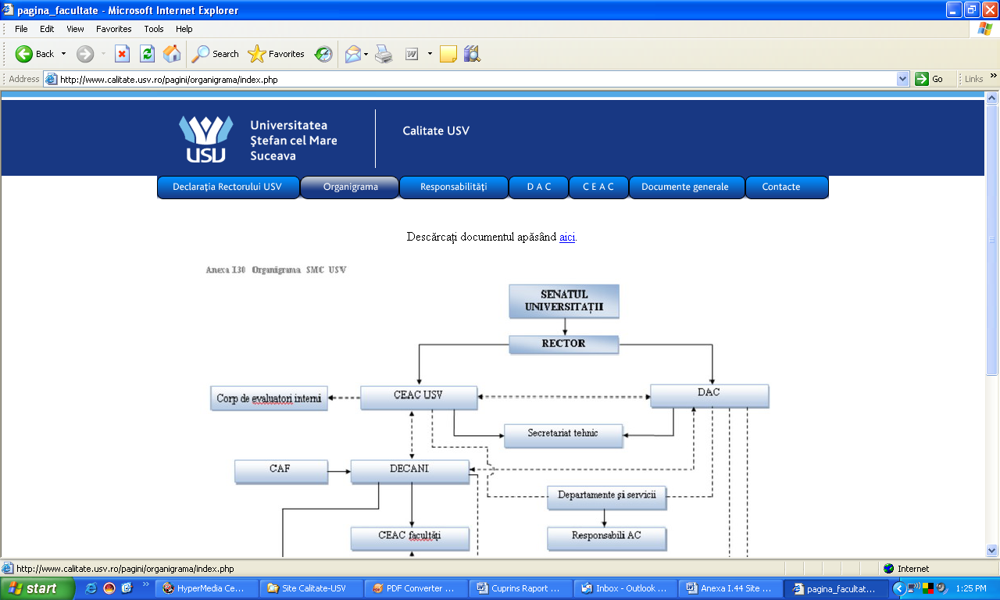 pagina_facultate - Microsoft Internet Explorer
File Edit View Favorites Tools Help
Back Search Favorites
Address http://www.calitate.usv.ro/pagini/organigrama/index.php Go Links »
USV
Universitatea
Ştefan cel Mare
Suceava
Calitate USV
Declaraţia Rectorului USV Organigrama Responsabilităţi D A C C E A C Documente generale Contacte
Descărcaţi documentul apăsând aici.
Anexa I.30 Organigrama SMC USV
SENATUL
UNIVERSITAŢII
RECTOR
Corp de evaluatori interni
CEAC USV
DAC
Secretariat tehnic
CAF
DECANI
Departamente şi servicii
CEAC facultăţi
Responsabili AC
http://www.calitate.usv.ro/pagini/organigrama/index.php Internet
start HyperMedia Ce... Site Calitate-USV PDF Converter ... Cuprins Raport ... Inbox - Outlook ... Anexa I.44 Site ... pagina_facultat... 1:25 PM